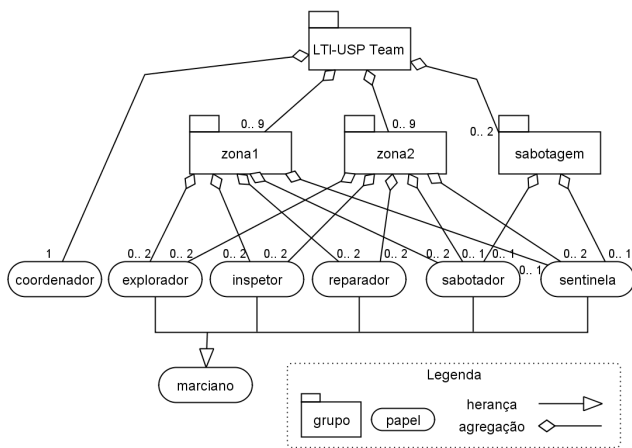 LTI-USP Team
0.. 9
0.. 9
0.. 2
zona1
zona2
sabotagem
1
0.. 2
0.. 2
0.. 2
0.. 2
0.. 2
0.. 2
0.. 2
0.. 1
0.. 1
0.. 1
0.. 2
0.. 1
coordenador
explorador
inspetor
reparador
sabotador
sentinela
marciano
Legenda
grupo
papel
herança
agregação